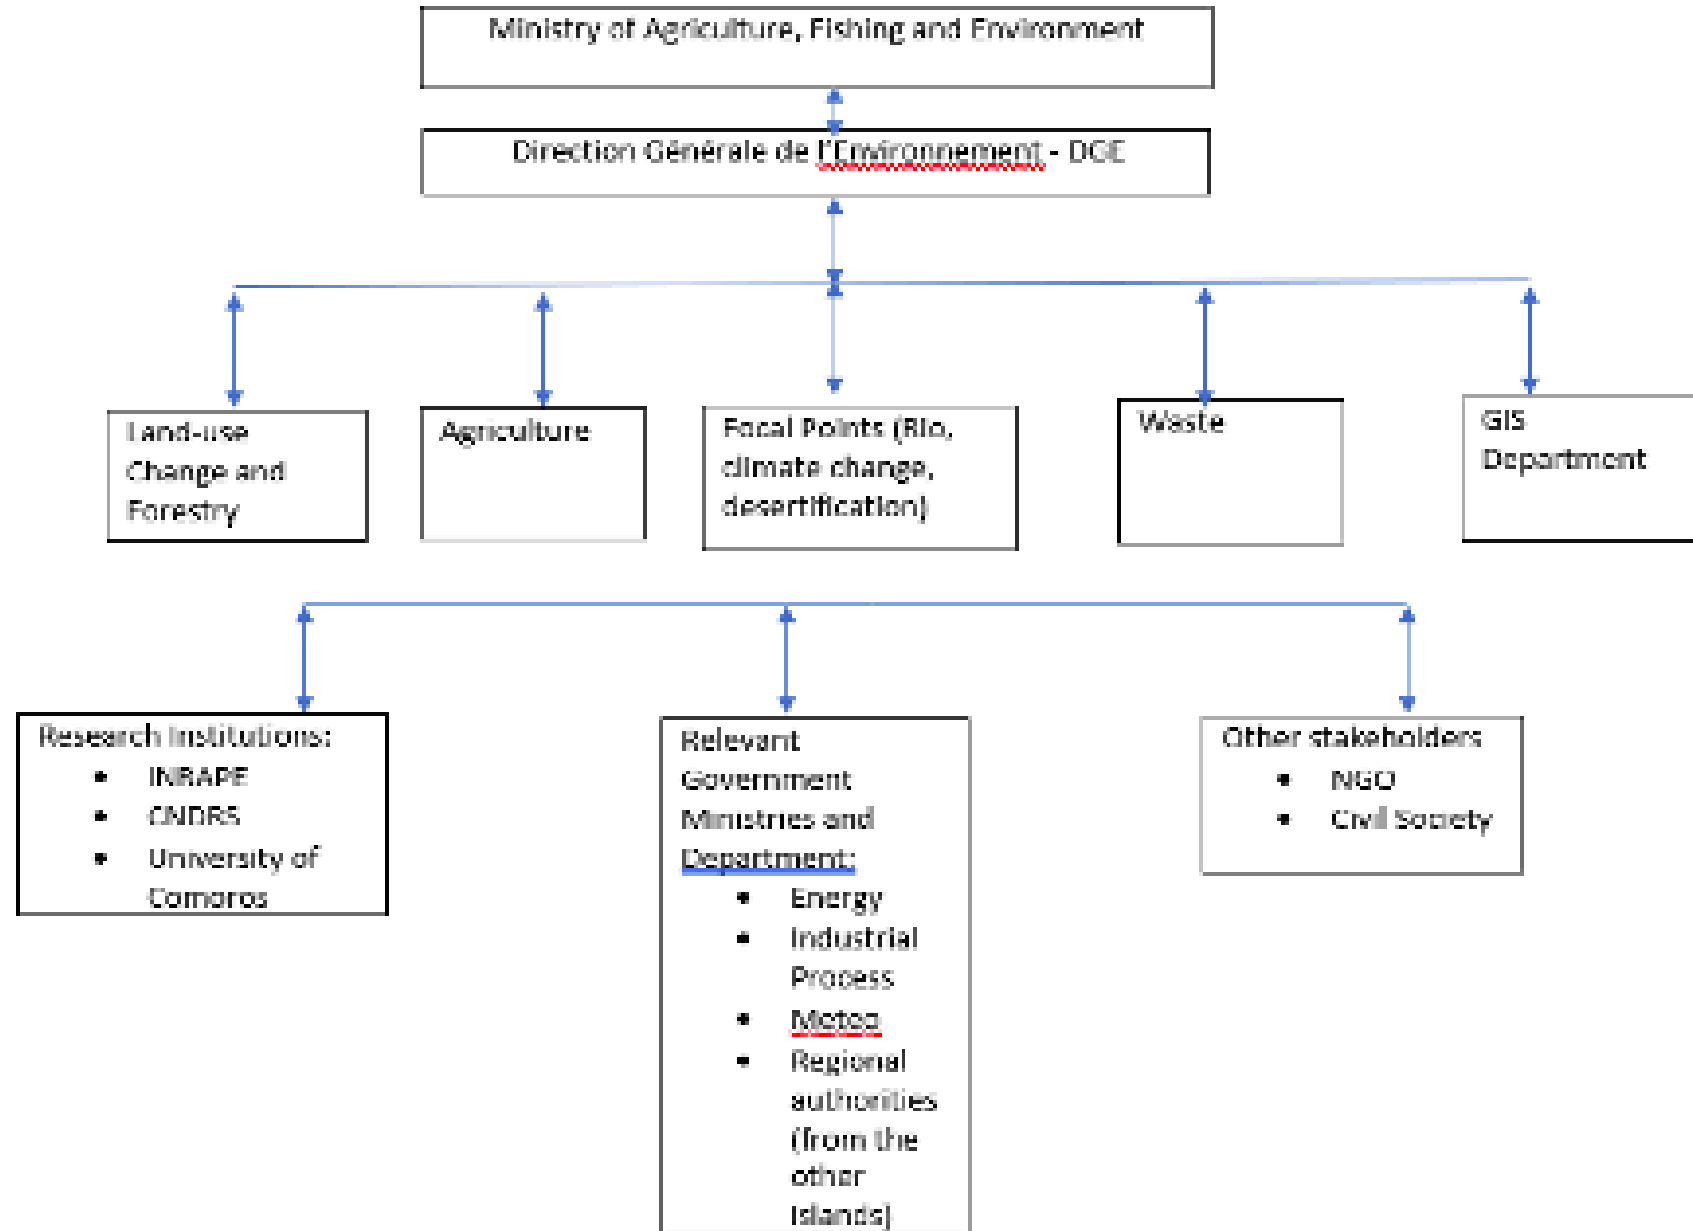 Ministry of Agriculture, Fishing and Environment
Direction Générale de l'Environnement - DGE
Land-use
Change and
Forestry
Agriculture
Focal Points (Rio,
climate change,
desertification)
Waste
GIS
Department
Research Institutions:
• INRAPE
• CNDRS
• University of
Comoros
Relevant
Government
Ministries and
Department:
• Energy
• Industrial
Process
• Meteo
• Regional
authorities
(from the
other
Islands)
Other stakeholders
• NGO
• Civil Society